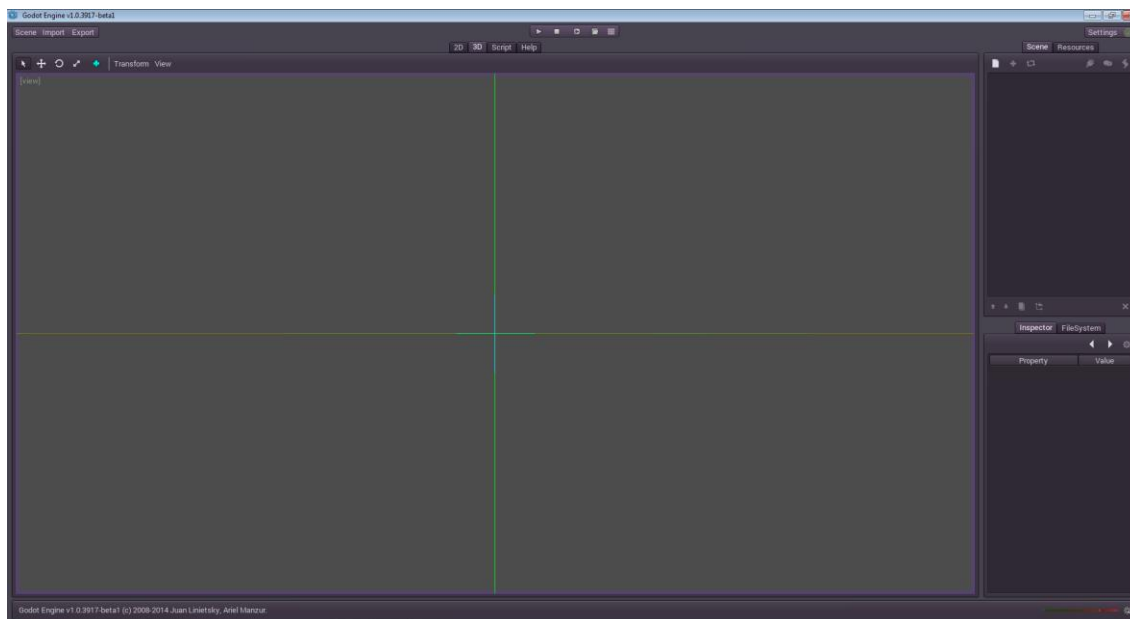 Godot Engine v1.0.3917-beta1
Scene Import Export
Settings
2D 3D Script Help
Scene Resources
Transform View
[view]
Inspector FileSystem
Property Value
Godot Engine v1.0.3917-beta1 (c) 2008-2014 Juan Linietsky, Ariel Manzur.